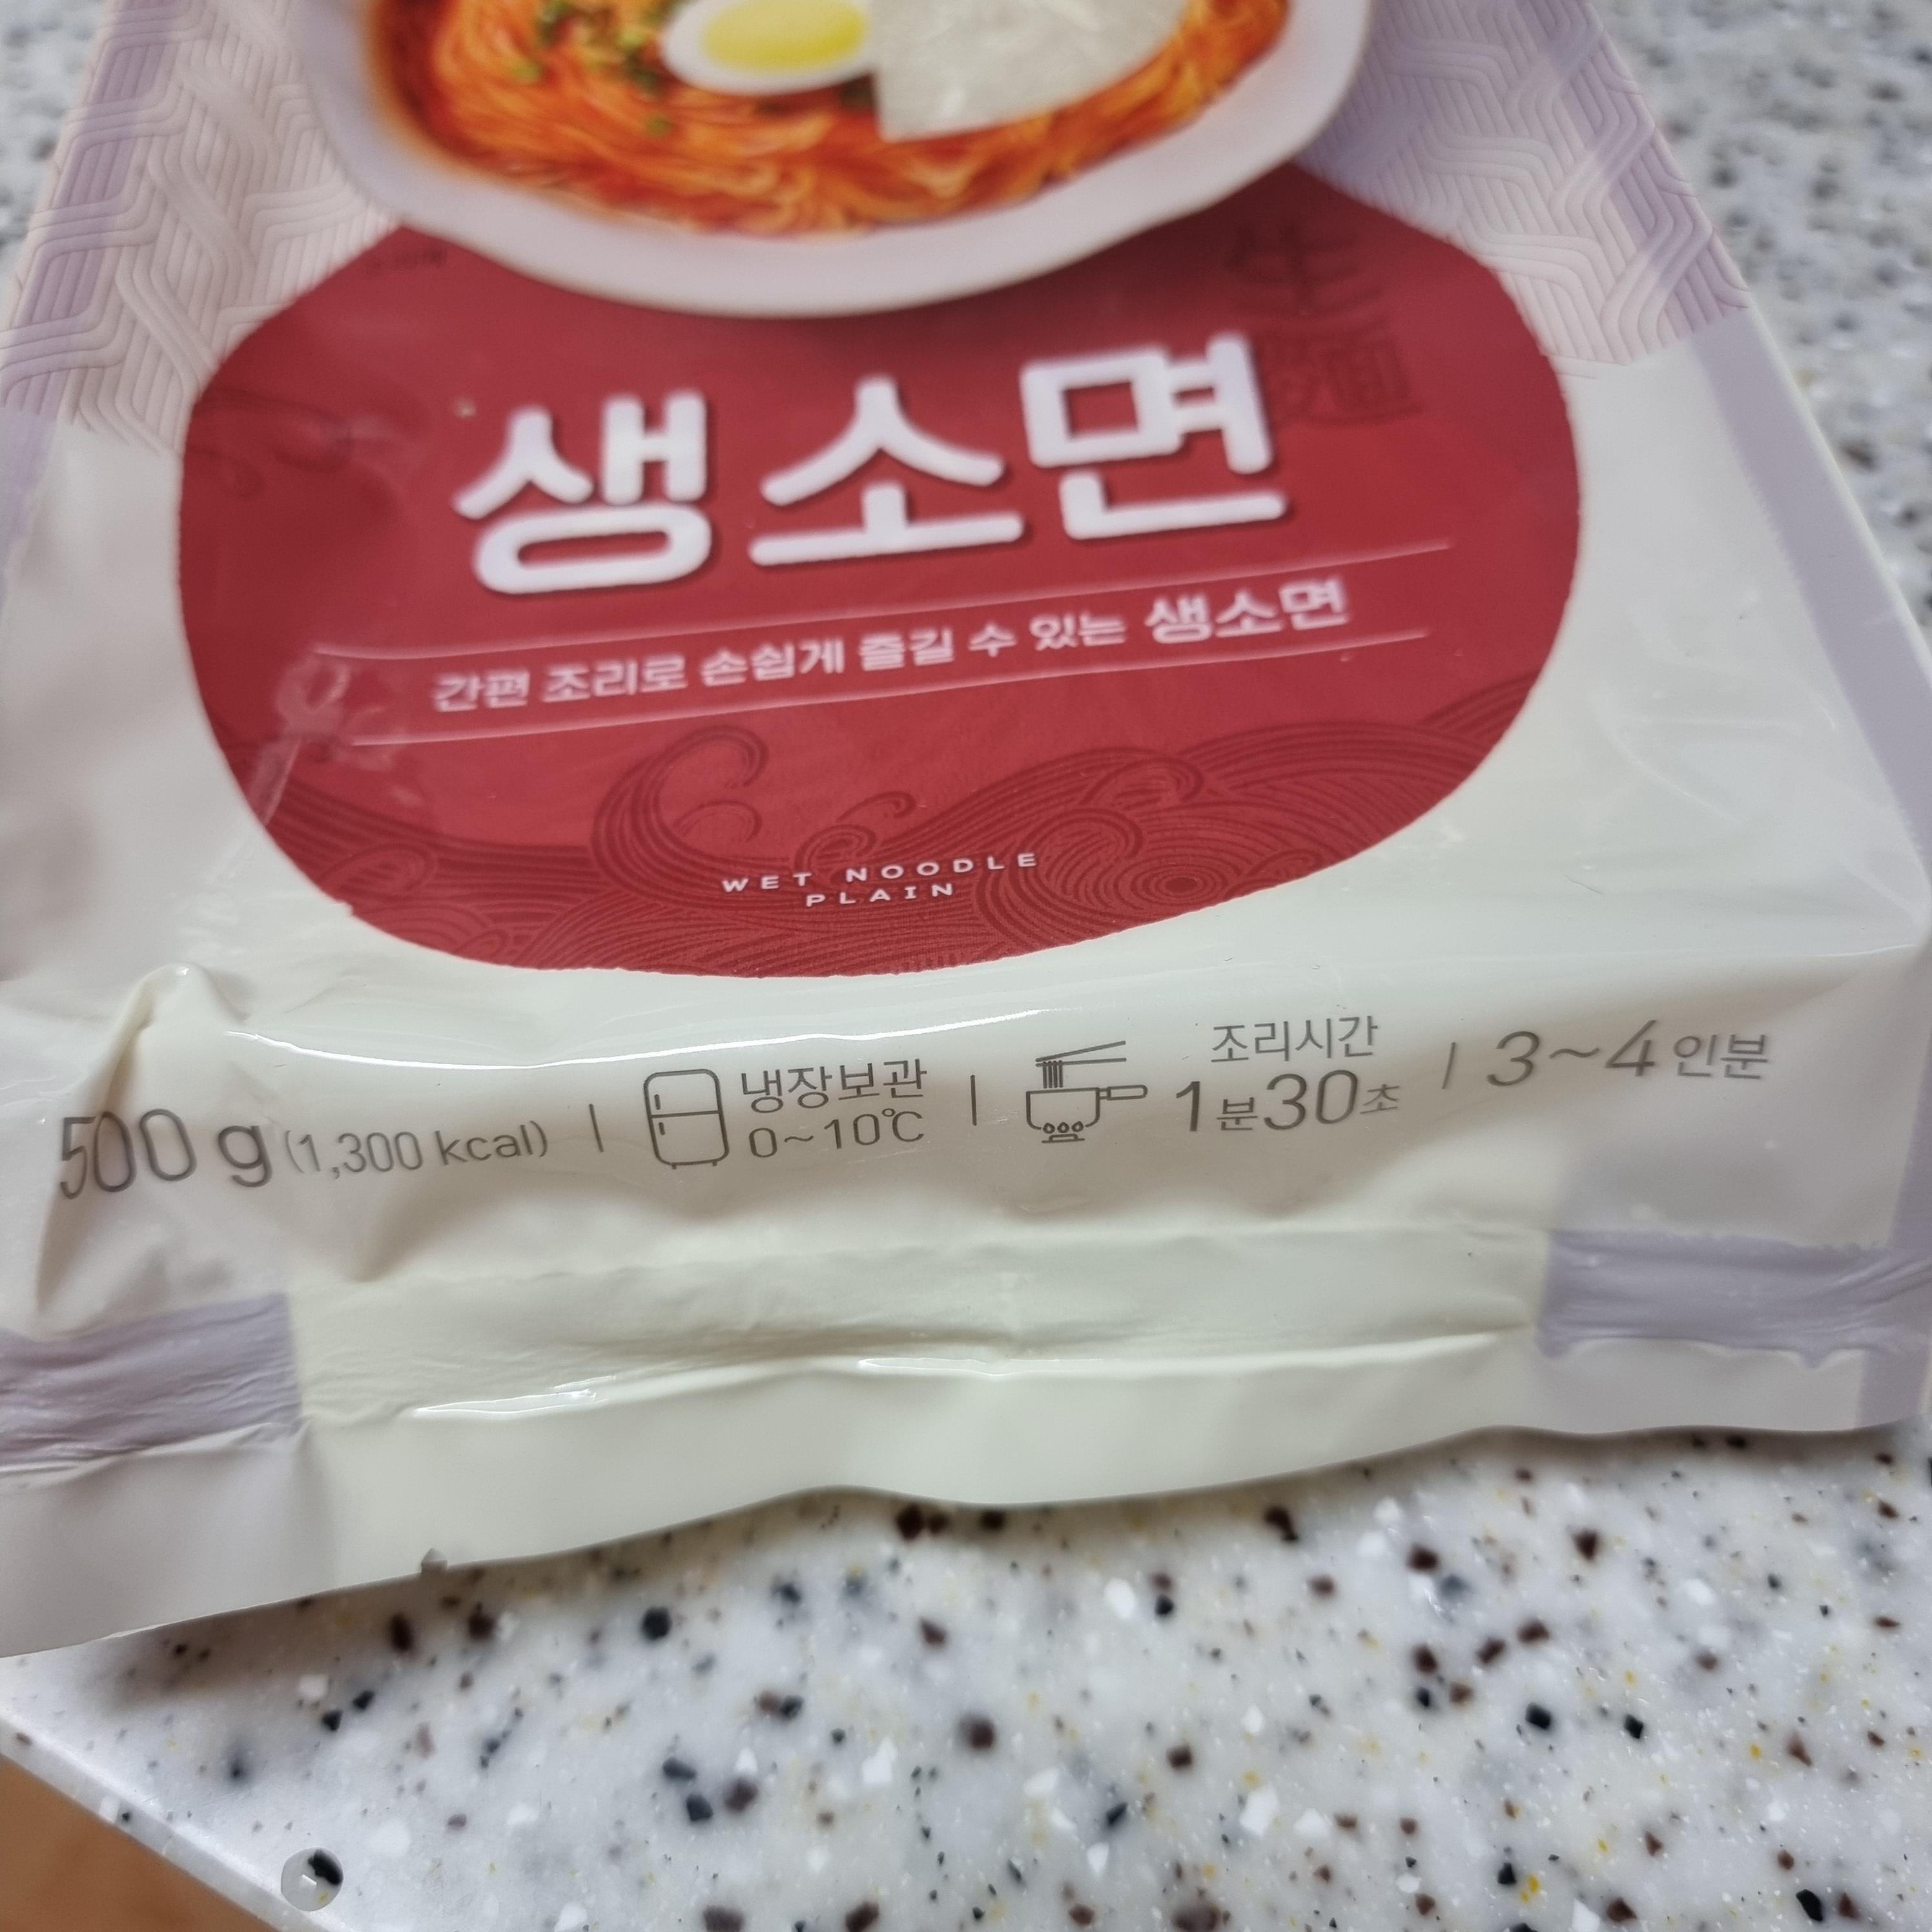 生
麵
생소면
간편 조리로 손쉽게 즐길 수 있는 생소면
WET NOODLE
PLAIN
500 g (1,300 kcal) | 냉장보관 0~10℃ | 조리시간 1분30초 | 3~4인분